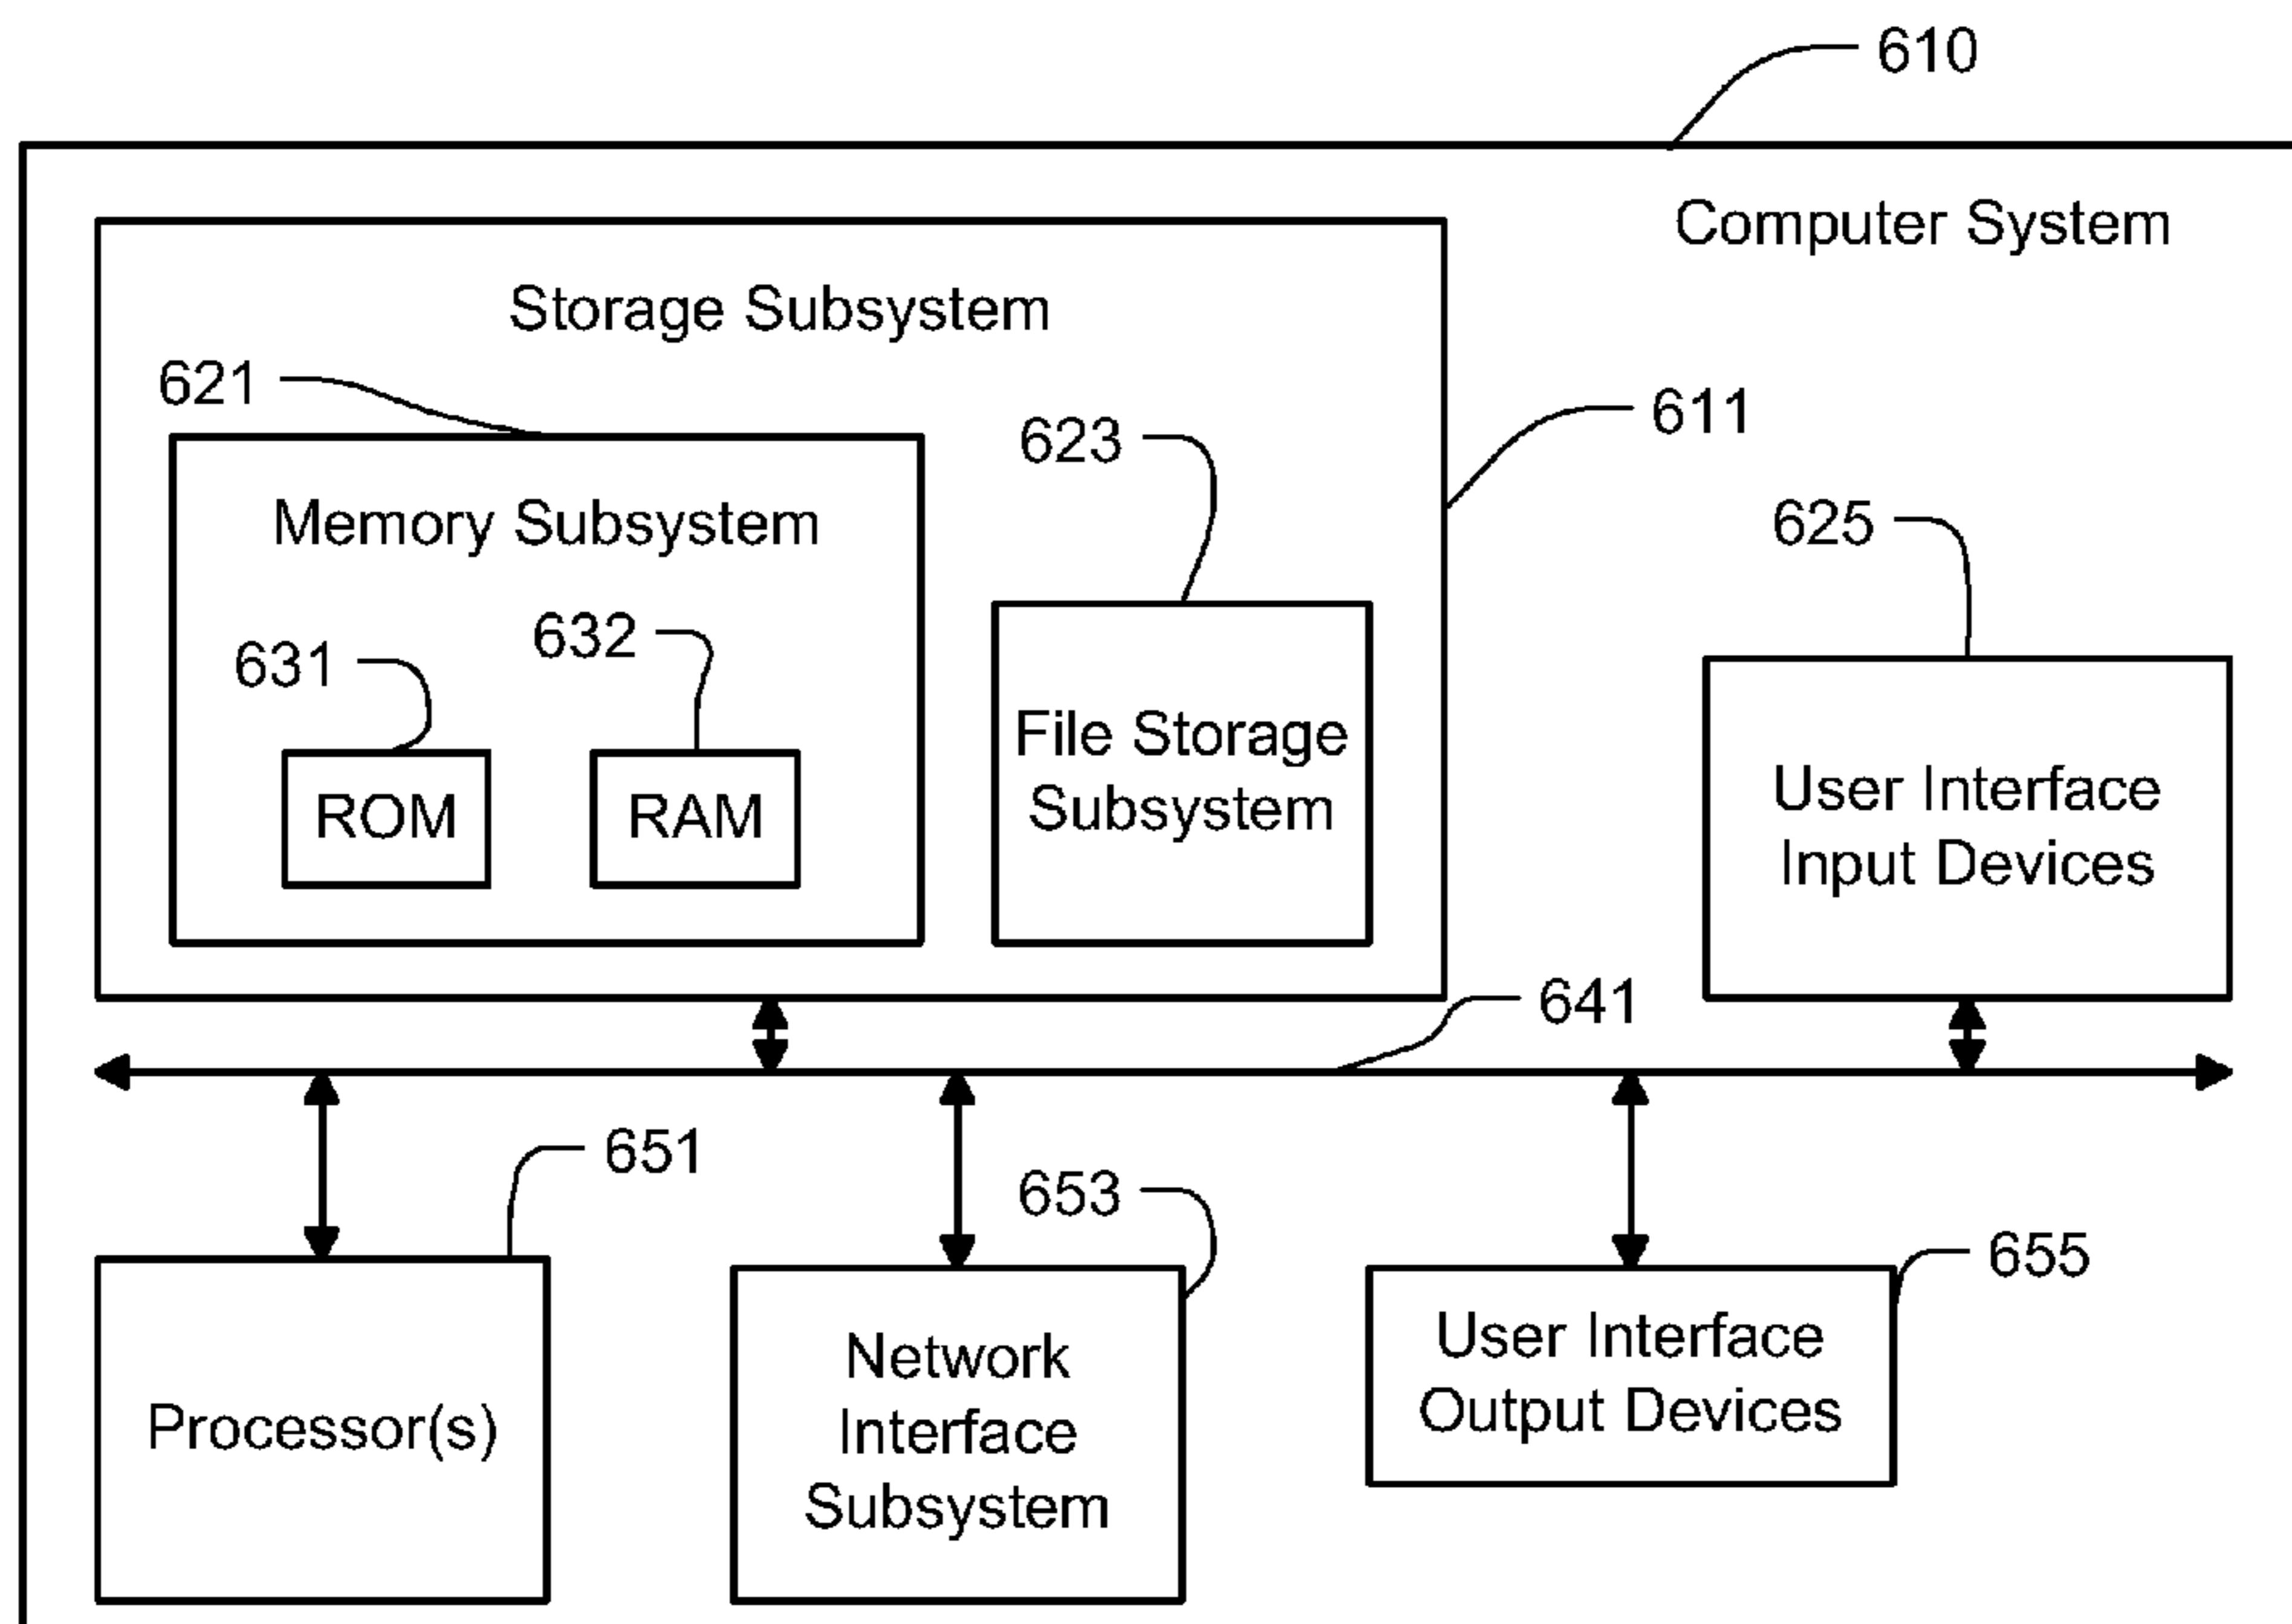 610
Computer System
Storage Subsystem
621
611
623
Memory Subsystem
625
632
631
File Storage
Subsystem
ROM
RAM
User Interface
Input Devices
641
651
653
655
Processor(s)
Network
Interface
Subsystem
User Interface
Output Devices